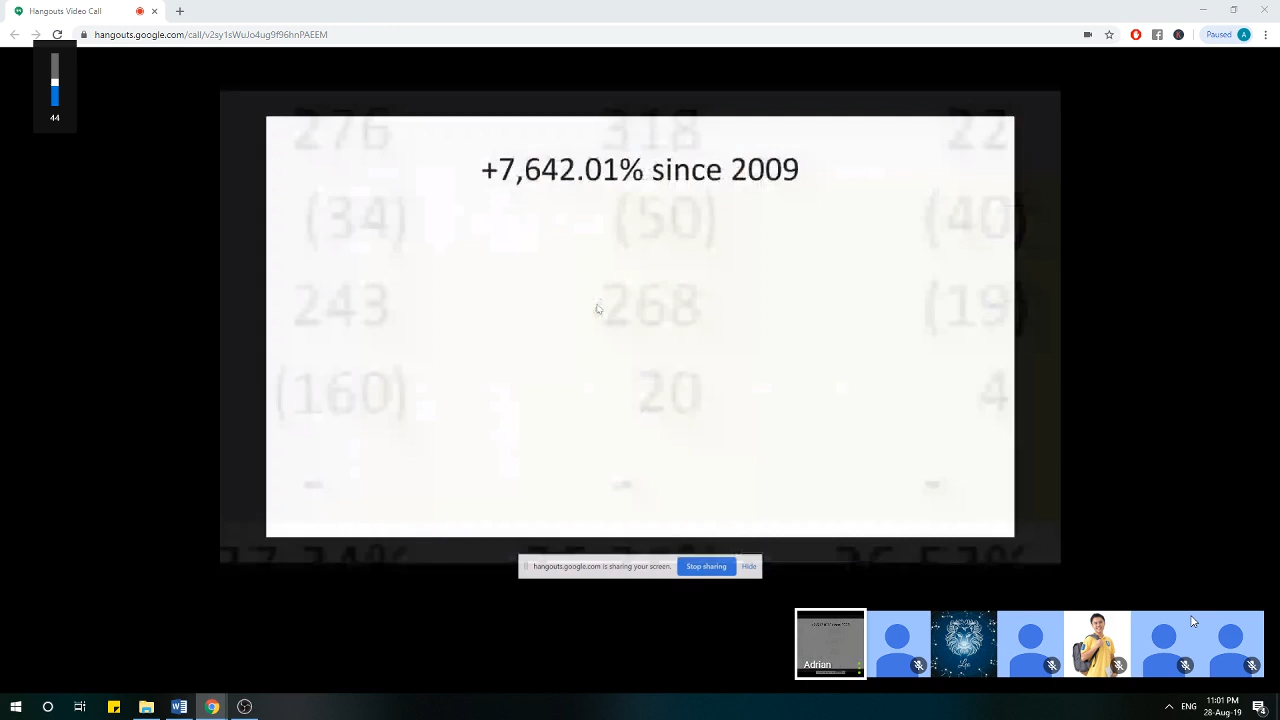 Hangouts Video Call
hangouts.google.com/call/v2sy1sWuJo4ug9f96hnPAEEM
Paused
A
44
276 318 22
+7,642.01% since 2009
(34) (50) (40)
243 268 (19)
(160) 20 4
- - -
hangouts.google.com is sharing your screen.
Stop sharing
Hide
Adrian
Leo
ENG
11:01 PM
28-Aug-19